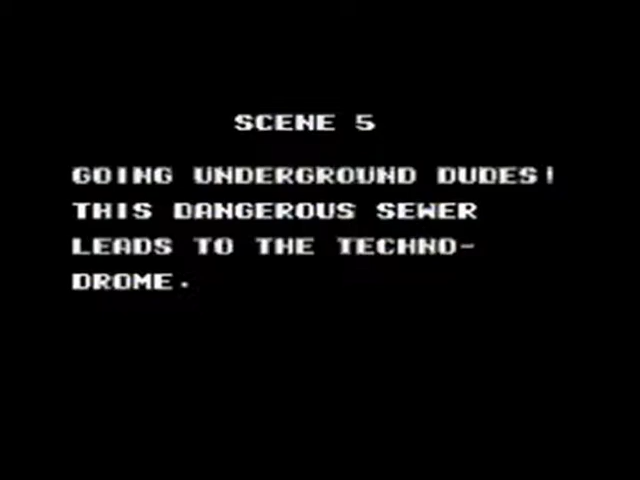 SCENE 5
GOING UNDERGROUND DUDES!
THIS DANGEROUS SEWER
LEADS TO THE TECHNO-
DROME.